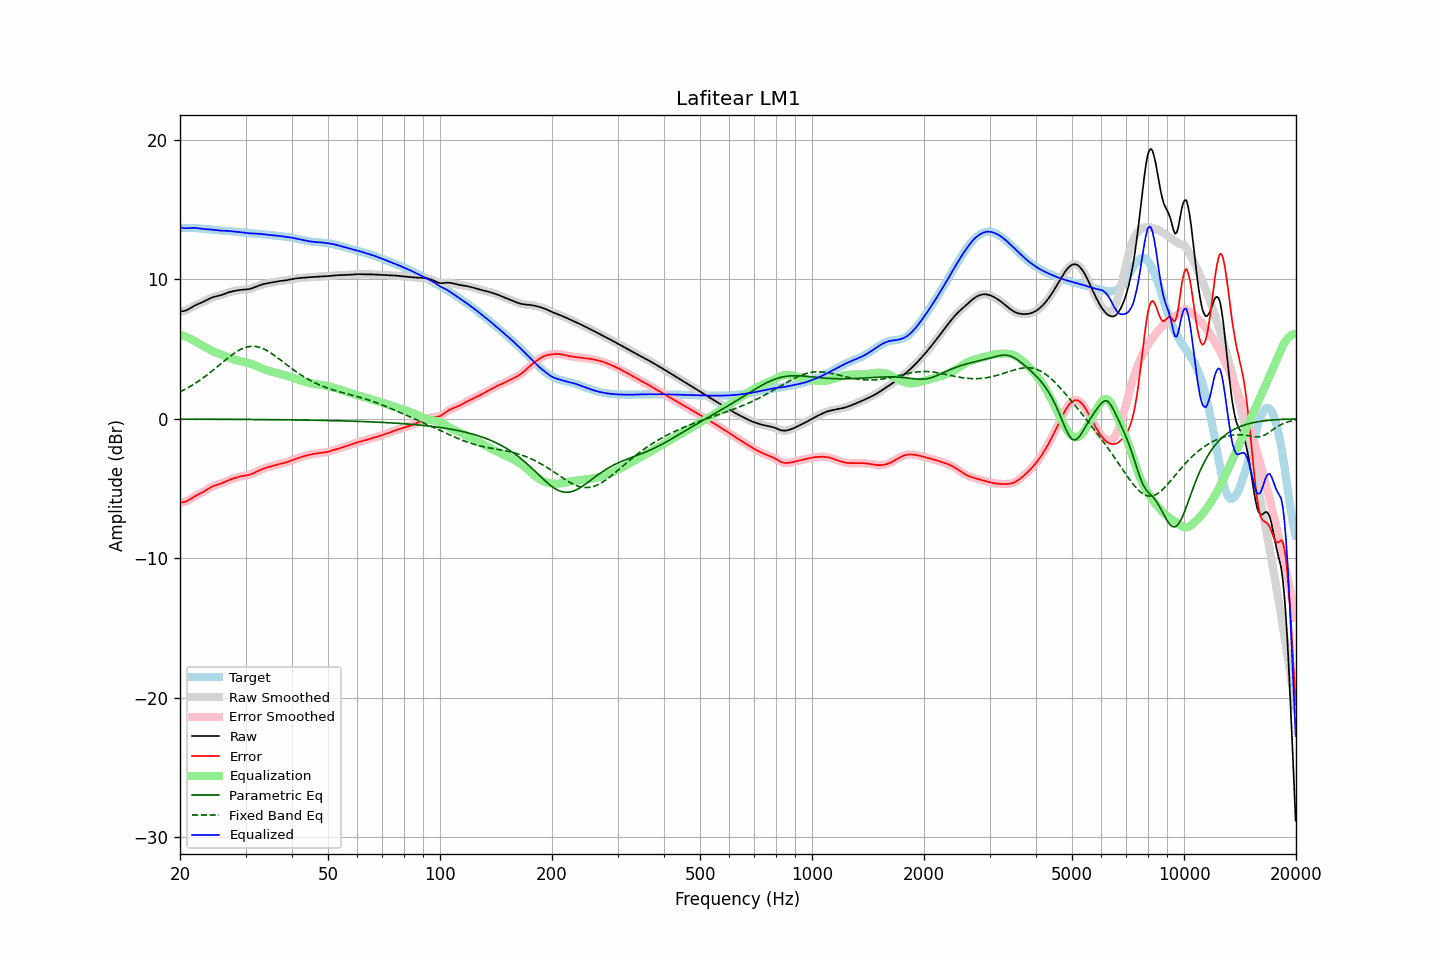 Lafitear LM1
20
10
0
−10
−20
−30
Amplitude (dBr)
Target
Raw Smoothed
Error Smoothed
Raw
Error
Equalization
Parametric Eq
Fixed Band Eq
Equalized
20 50 100 200 500 1000 2000 5000 10000 20000
Frequency (Hz)